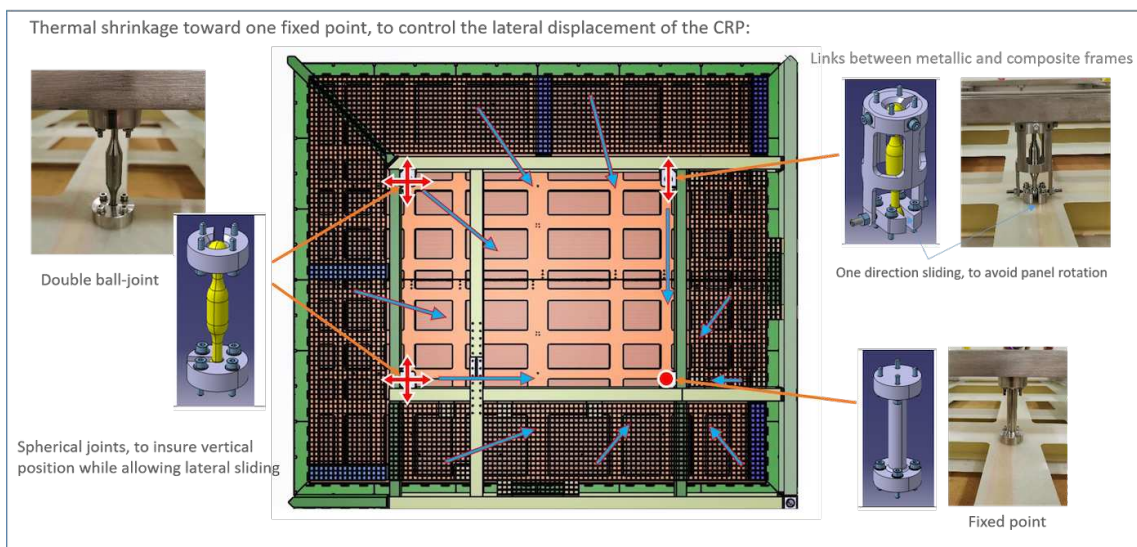 Thermal shrinkage toward one fixed point, to control the lateral displacement of the CRP:
Links between metallic and composite frames
Double ball-joint
One direction sliding, to avoid panel rotation
Spherical joints, to insure vertical
position while allowing lateral sliding
Fixed point